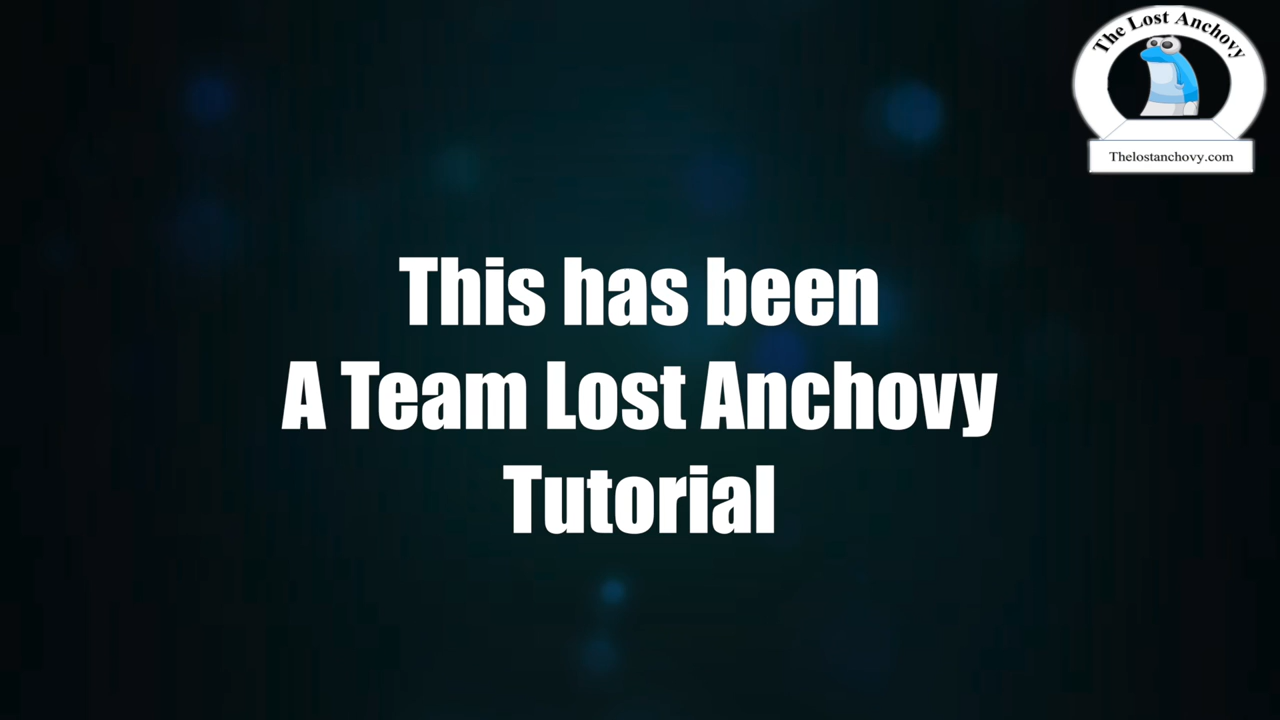 The Lost Anchovy
Thelostanchovy.com
This has been
A Team Lost Anchovy
Tutorial